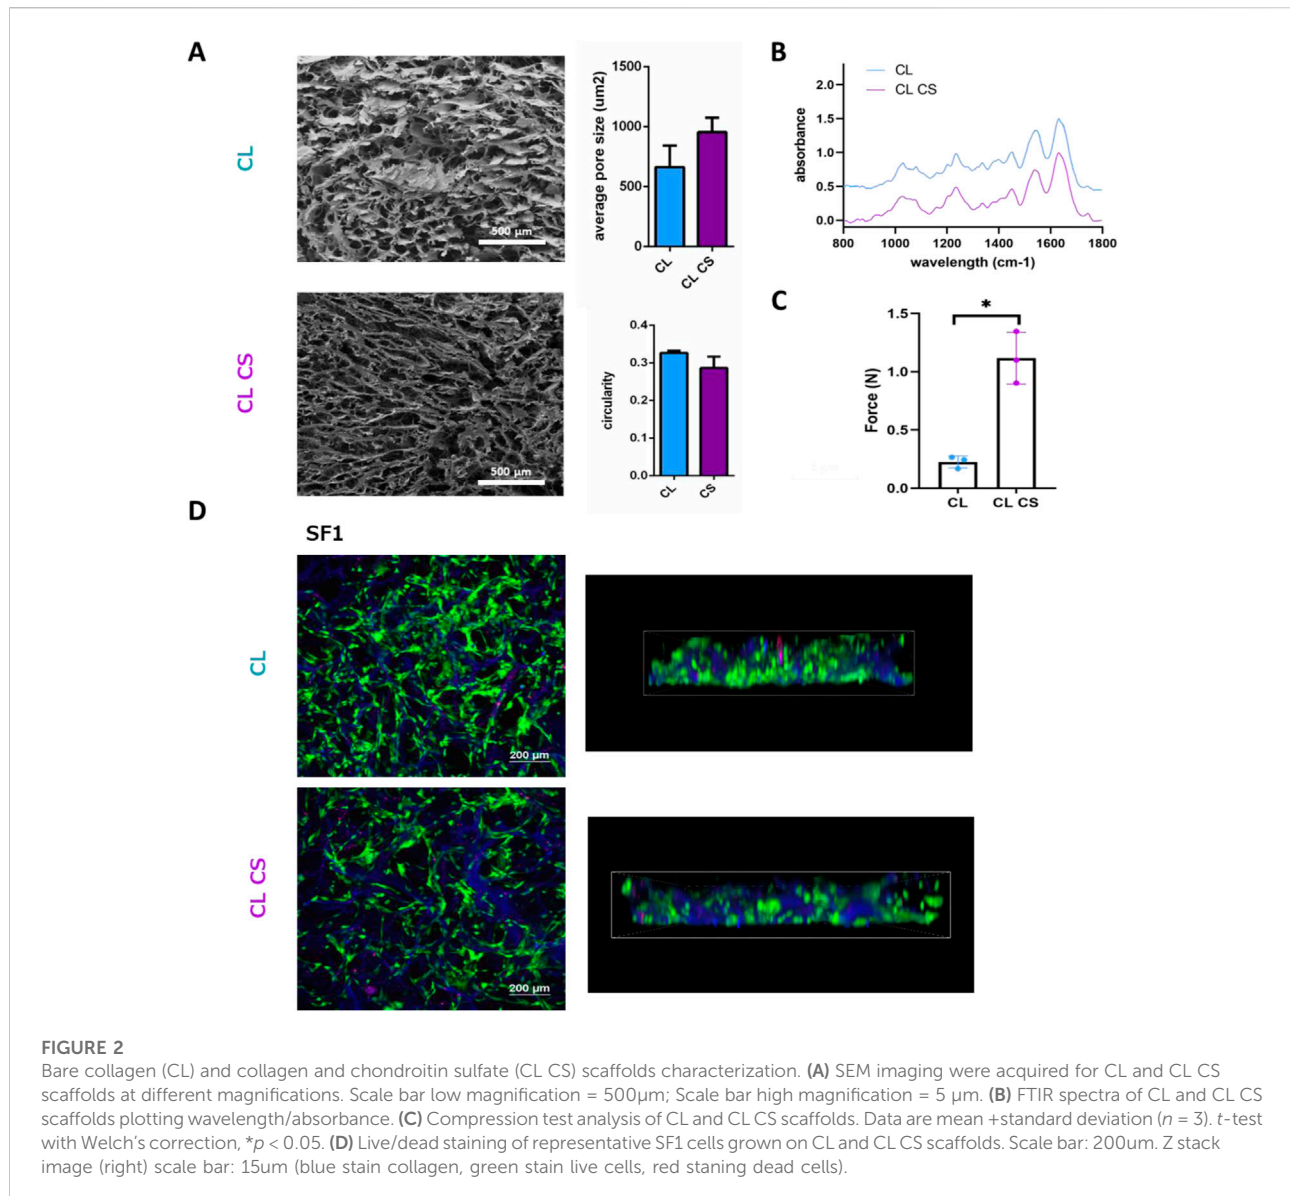 A
CL
500 µm
average pore size (um2)
1500
1000
500
0
CL
CL CS
B
CL
CL CS
absorbance
2.0
1.5
1.0
0.5
0.0
800
1000
1200
1400
1600
1800
wavelength (cm-1)
CL CS
500 µm
circularity
0.4
0.3
0.2
0.1
0.0
CL
CS
C
*
Force (N)
1.5
1.0
0.5
0.0
CL
CL CS
D
SF1
CL
200 µm
CL CS
200 µm
FIGURE 2
Bare collagen (CL) and collagen and chondroitin sulfate (CL CS) scaffolds characterization. (A) SEM imaging were acquired for CL and CL CS
scaffolds at different magnifications. Scale bar low magnification = 500µm; Scale bar high magnification = 5 µm. (B) FTIR spectra of CL and CL CS
scaffolds plotting wavelength/absorbance. (C) Compression test analysis of CL and CL CS scaffolds. Data are mean +standard deviation (n = 3). t-test
with Welch's correction, *p < 0.05. (D) Live/dead staining of representative SF1 cells grown on CL and CL CS scaffolds. Scale bar: 200um. Z stack
image (right) scale bar: 15um (blue stain collagen, green stain live cells, red staning dead cells).